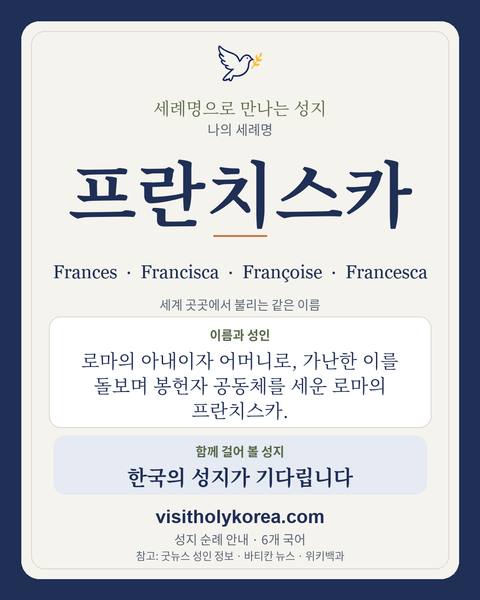 세례명으로 만나는 성지
나의 세례명
프란치스카
Frances · Francisca · Françoise · Francesca
세계 곳곳에서 불리는 같은 이름
이름과 성인
로마의 아내이자 어머니로, 가난한 이를
돌보며 봉헌자 공동체를 세운 로마의
프란치스카.
함께 걸어 볼 성지
한국의 성지가 기다립니다
visitholykorea.com
성지 순례 안내 · 6개 국어
참고: 굿뉴스 성인 정보 · 바티칸 뉴스 · 위키백과